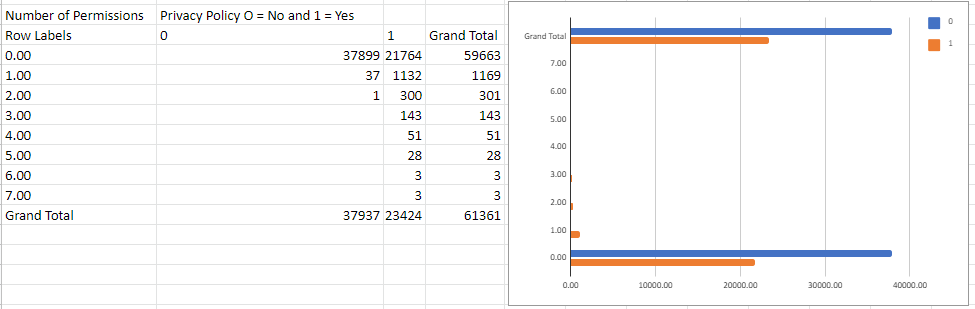 Number of Permissions Privacy Policy O = No and 1 = Yes
Row Labels 0 1 Grand Total
0.00 37899 21764 59663
1.00 37 1132 1169
2.00 1 300 301
3.00 143 143
4.00 51 51
5.00 28 28
6.00 3 3
7.00 3 3
Grand Total 37937 23424 61361
0
1
Grand Total
7.00
6.00
5.00
4.00
3.00
2.00
1.00
0.00
0.00 10000.00 20000.00 30000.00 40000.00